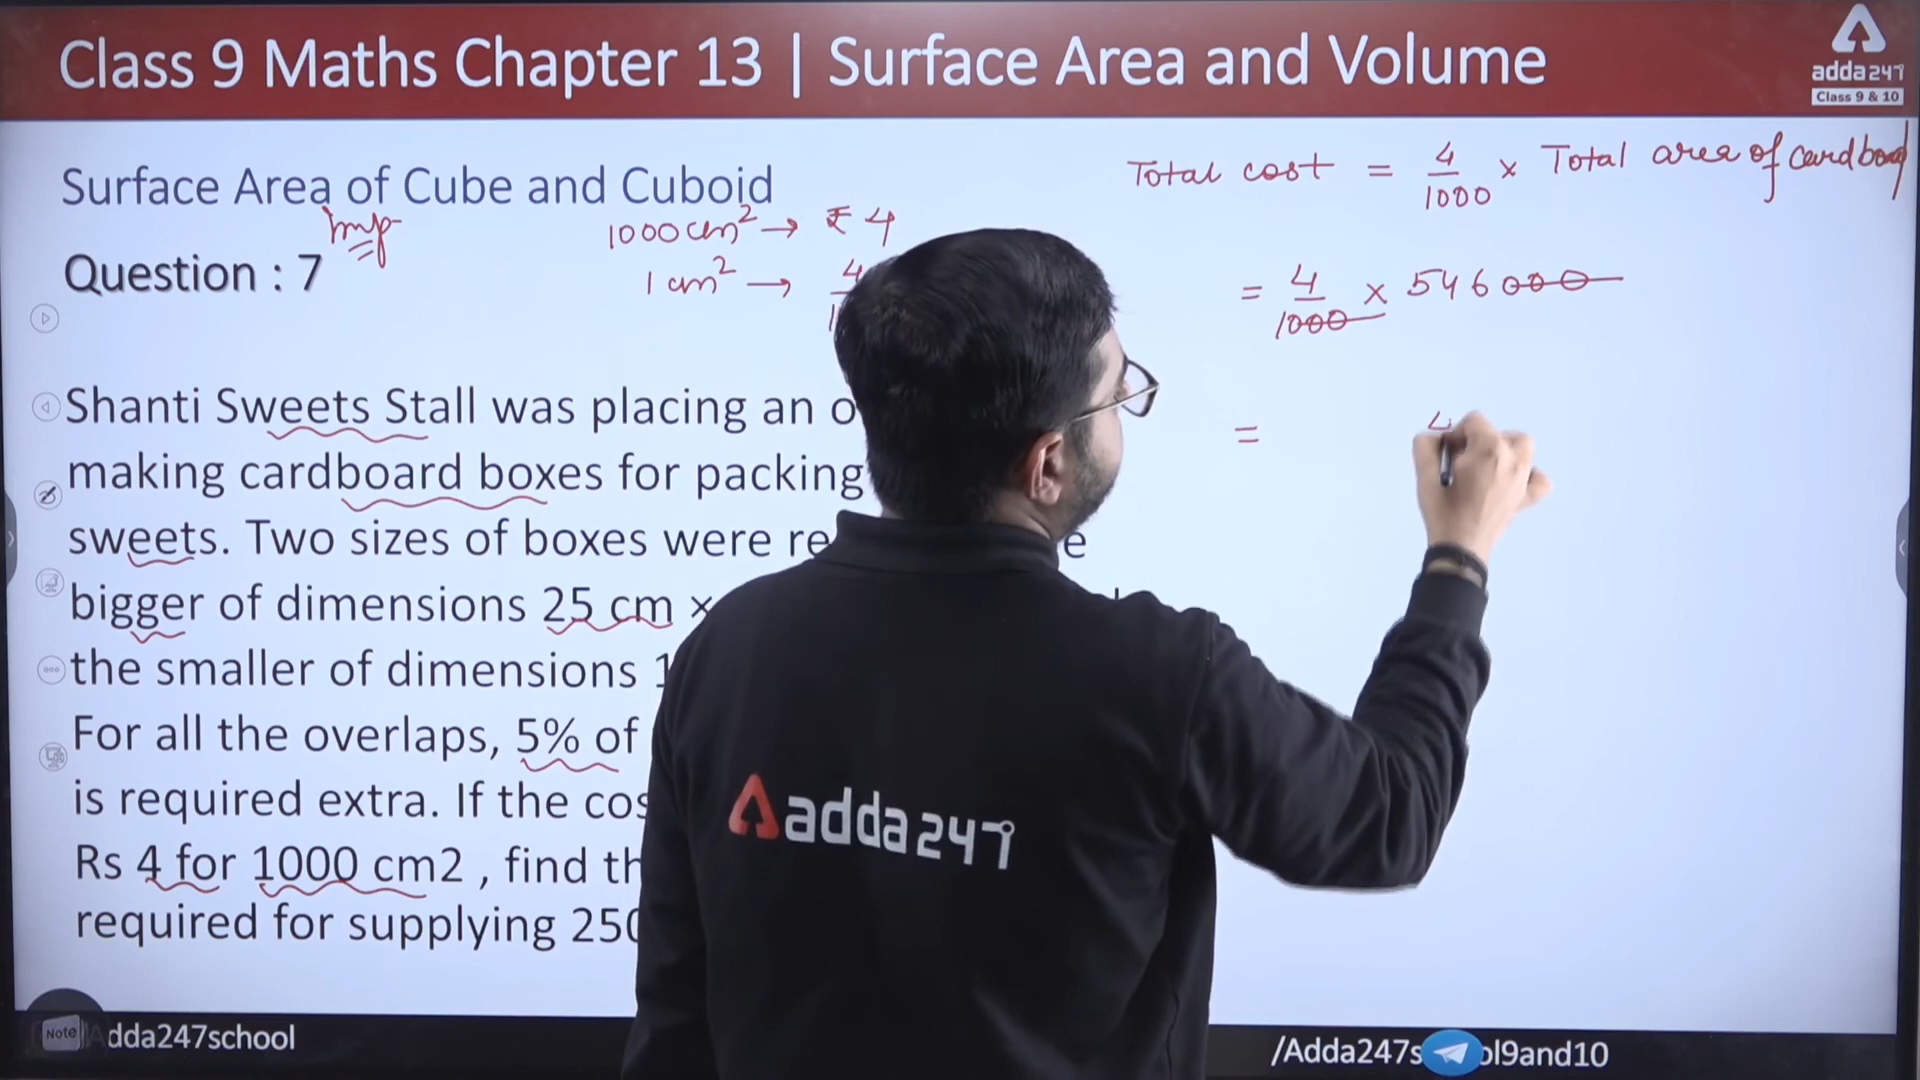 Class 9 Maths Chapter 13 | Surface Area and Volume
adda247
Class 9 & 10
Surface Area of Cube and Cuboid
Imp
Question : 7
1000 cm² → ₹ 4
1 cm² → 4
Total cost = 4/1000 × Total area of cardboard
= 4/1000 × 546000
= 4
Shanti Sweets Stall was placing an o
making cardboard boxes for packing
sweets. Two sizes of boxes were re e
bigger of dimensions 25 cm ×
the smaller of dimensions 1
For all the overlaps, 5% of
is required extra. If the cos
Rs 4 for 1000 cm2 , find th
required for supplying 250
adda247
Note
Adda247school
/Adda247s ol9and10